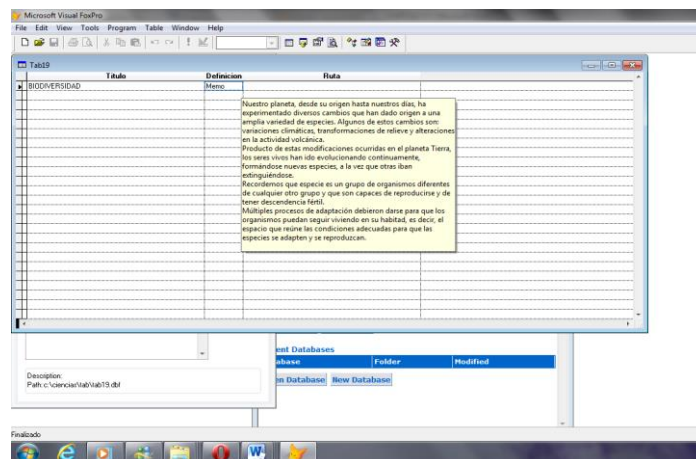 Microsoft Visual FoxPro
File Edit View Tools Program Table Window Help
Tab19
Titulo Definicion Ruta
BIODIVERSIDAD Memo
Nuestro planeta, desde su origen hasta nuestros días, ha
experimentado diversos cambios que han dado origen a una
amplia variedad de especies. Algunos de estos cambios son:
variaciones climáticas, transformaciones de relieve y alteraciones
en la actividad volcánica.
Producto de estas modificaciones ocurridas en el planeta Tierra,
los seres vivos han ido evolucionando continuamente,
formándose nuevas especies, a la vez que otras iban
extinguiéndose.
Recordemos que especie es un grupo de organismos diferentes
de cualquier otro grupo y que son capaces de reproducirse y de
tener descendencia fértil.
Múltiples procesos de adaptación debieron darse para que los
organismos puedan seguir viviendo en su habitad, es decir, el
espacio que reúne las condiciones adecuadas para que las
especies se adapten y se reproduzcan.
ent Databases
abase Folder Modified
en Database New Database
Description:
Path: c:\ciencias\tab\tab19.dbf
Finalizado